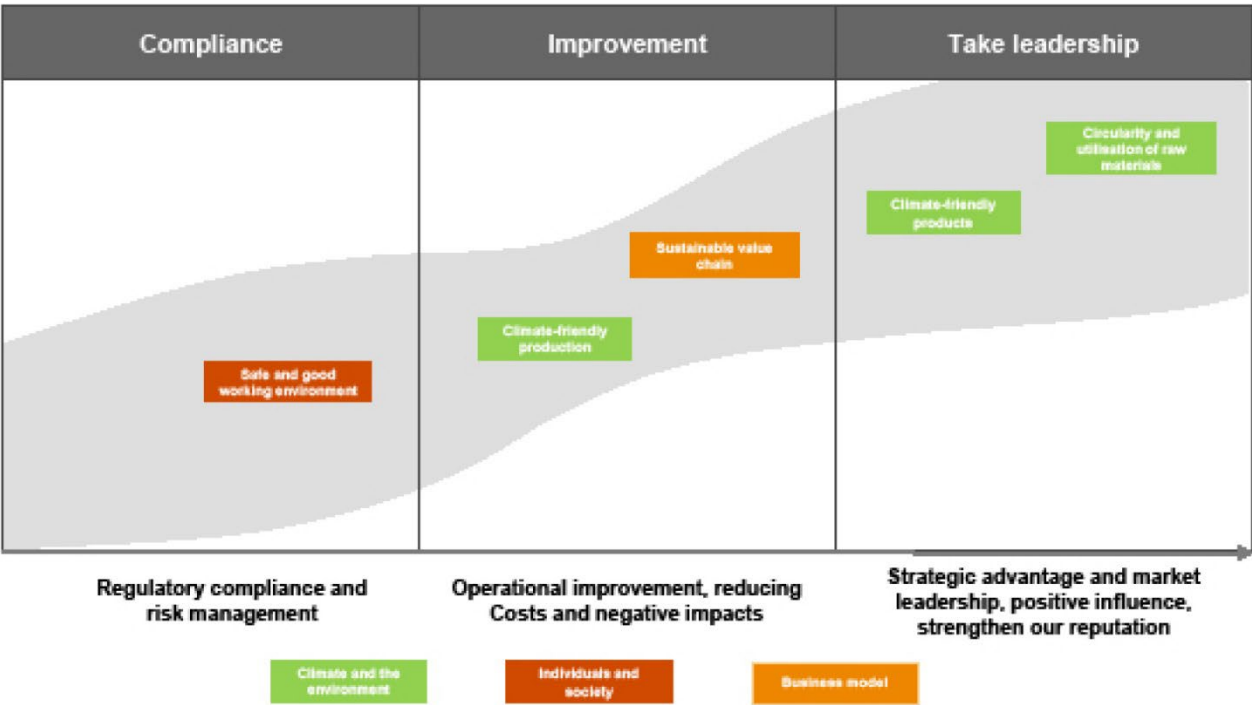 Compliance
Improvement
Take leadership
Circularity and
utilisation of raw
materials
Climate-friendly
products
Sustainable value
chain
Climate-friendly
production
Safe and good
working environment
Regulatory compliance and
risk management
Operational improvement, reducing
Costs and negative impacts
Strategic advantage and market
leadership, positive influence,
strengthen our reputation
Climate and the
environment
Individuals and
society
Business model